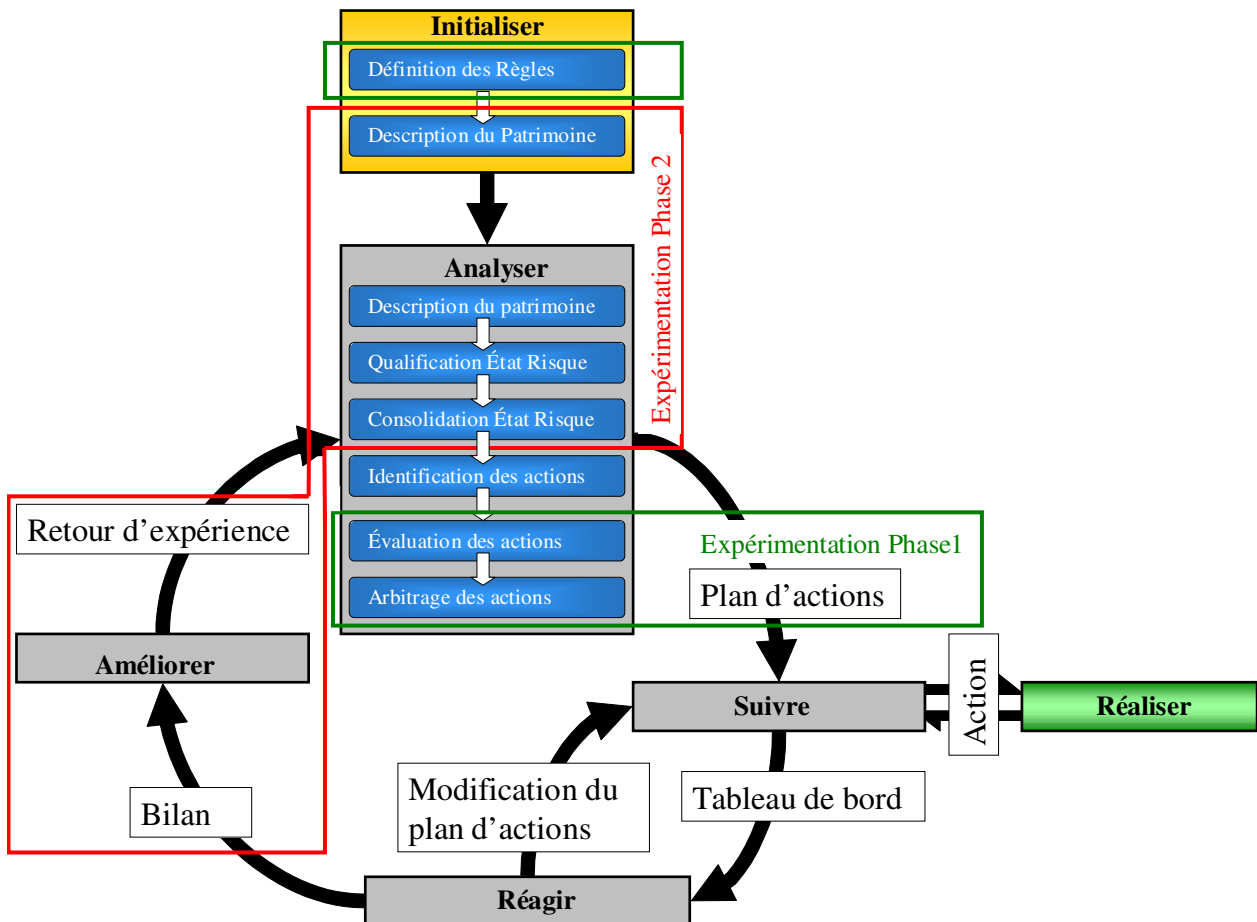 Initialiser
Définition des Règles
Description du Patrimoine
Expérimentation Phase 2
Analyser
Description du patrimoine
Qualification État Risque
Consolidation État Risque
Identification des actions
Évaluation des actions
Arbitrage des actions
Expérimentation Phase1
Plan d'actions
Retour d'expérience
Améliorer
Suivre
Action
Réaliser
Modification du
plan d'actions
Tableau de bord
Bilan
Réagir